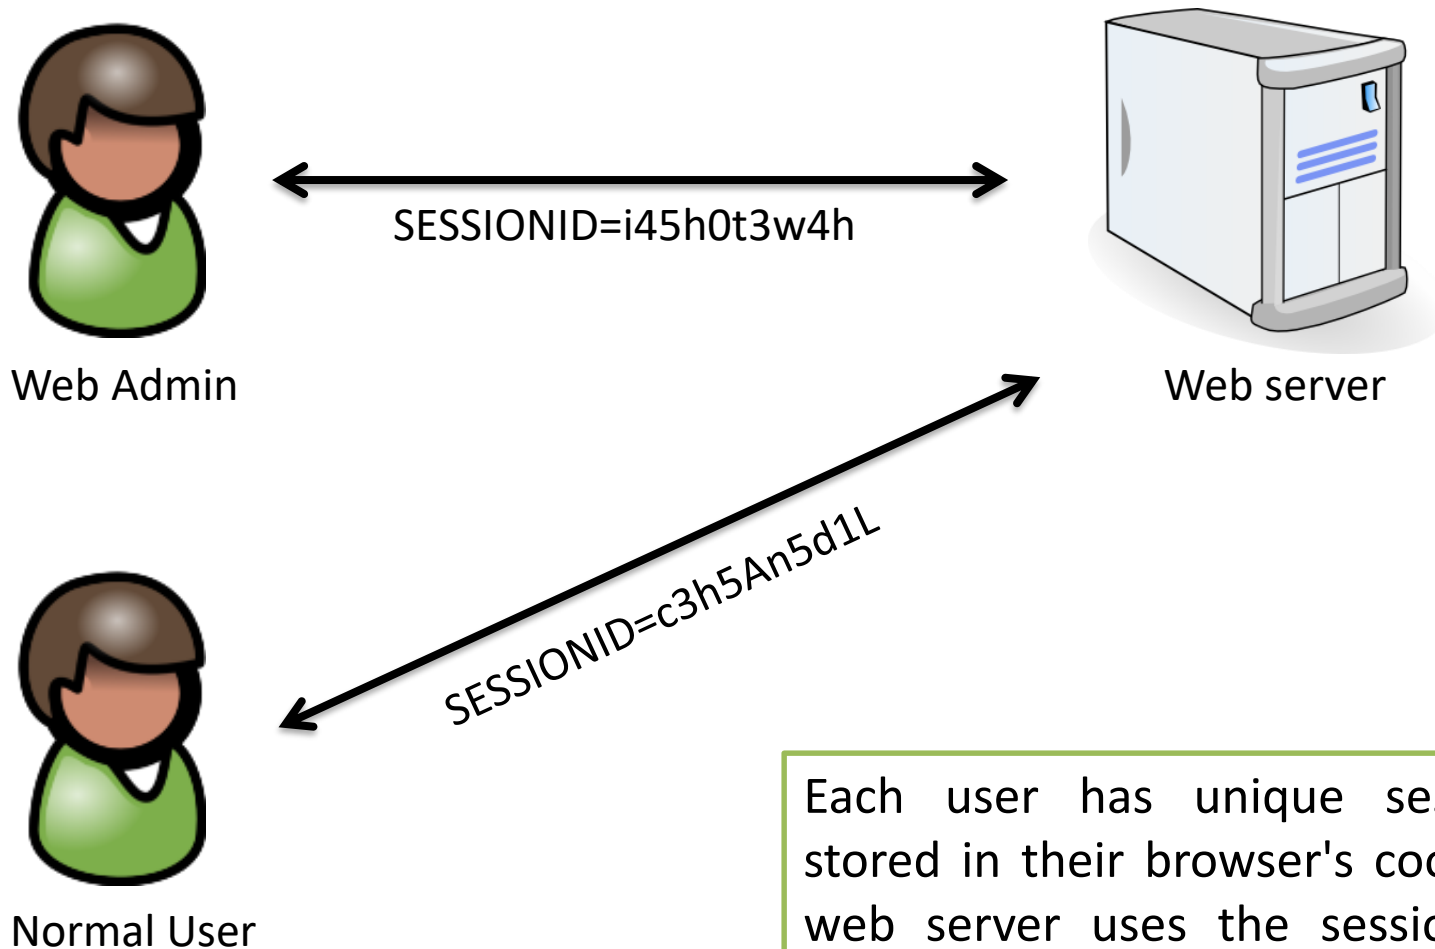 SESSIONID=i45h0t3w4h
Web Admin
Web server
SESSIONID=c3h5An5d1L
Each user has unique
stored in their browser's
web server uses the
Normal User